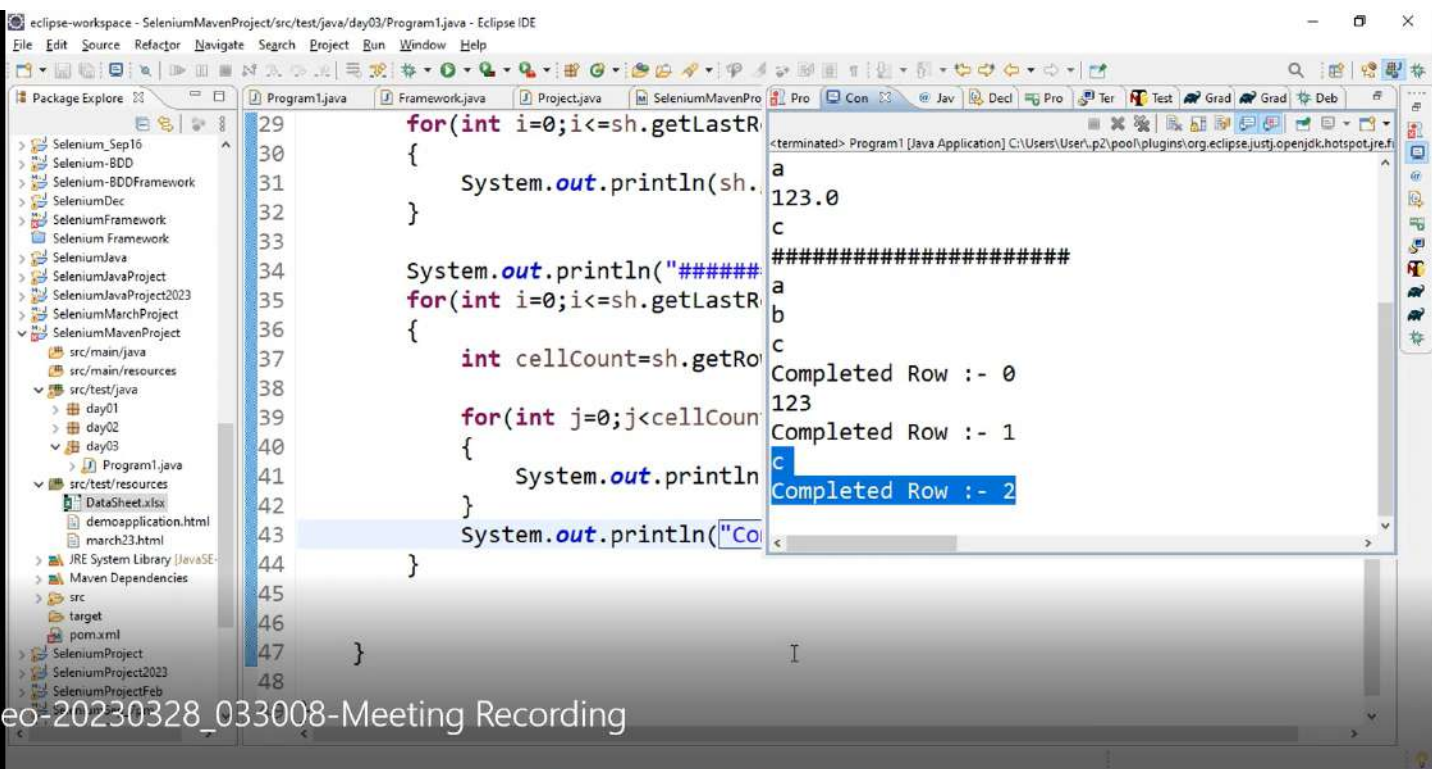 eclipse-workspace - SeleniumMavenProject/src/test/java/day03/Program1.java - Eclipse IDE
File Edit Source Refactor Navigate Search Project Run Window Help
Package Explore
Program1.java Framework.java Project.java SeleniumMavenPro
Pro Con Jav Decl Pro Ter Test Grad Grad Deb
Selenium_Sep16
Selenium-BDD
Selenium-BDDFramework
SeleniumDec
SeleniumFramework
Selenium Framework
SeleniumJava
SeleniumJavaProject
SeleniumJavaProject2023
SeleniumMarchProject
SeleniumMavenProject
src/main/java
src/main/resources
src/test/java
day01
day02
day03
Program1.java
src/test/resources
DataSheet.xlsx
demoapplication.html
march23.html
JRE System Library [JavaSE-
Maven Dependencies
src
target
pom.xml
SeleniumProject
SeleniumProject2023
SeleniumProjectFeb
29 for(int i=0;i<=sh.getLastR
30 {
31 System.out.println(sh.
32 }
33
34 System.out.println("######
35 for(int i=0;i<=sh.getLastR
36 {
37 int cellCount=sh.getRo
38
39 for(int j=0;j<cellCoun
40 {
41 System.out.println
42 }
43 System.out.println("Co
44 }
45
46
47 }
48
<terminated> Program1 [Java Application] C:\Users\User\.p2\pool\plugins\org.eclipse.justj.openjdk.hotspot.jre.f
a
123.0
c
######################
a
b
c
Completed Row :- 0
123
Completed Row :- 1
c
Completed Row :- 2
eo-20230328_033008-Meeting Recording